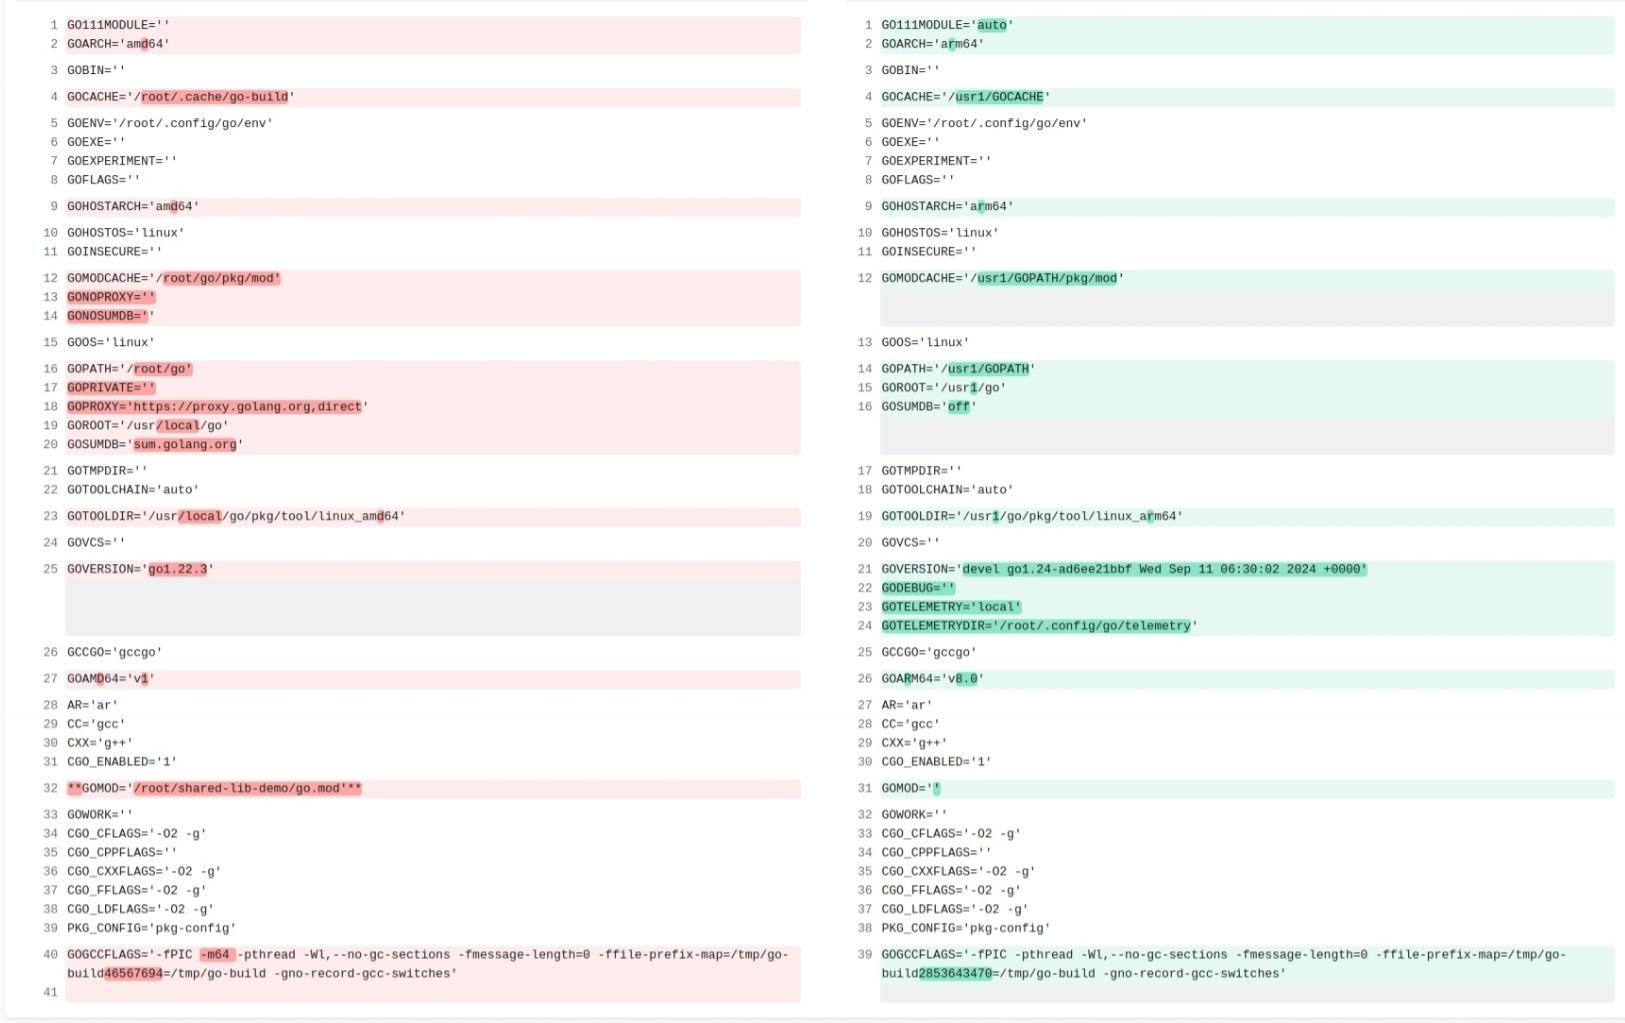 1 GO111MODULE=''
2 GOARCH='amd64'
3 GOBIN=''
4 GOCACHE='/root/.cache/go-build'
5 GOENV='/root/.config/go/env'
6 GOEXE=''
7 GOEXPERIMENT=''
8 GOFLAGS=''
9 GOHOSTARCH='amd64'
10 GOHOSTOS='linux'
11 GOINSECURE=''
12 GOMODCACHE='/root/go/pkg/mod'
13 GONOPROXY=''
14 GONOSUMDB=''
15 GOOS='linux'
16 GOPATH='/root/go'
17 GOPRIVATE=''
18 GOPROXY='https://proxy.golang.org,direct'
19 GOROOT='/usr/local/go'
20 GOSUMDB='sum.golang.org'
21 GOTMPDIR=''
22 GOTOOLCHAIN='auto'
23 GOTOOLDIR='/usr/local/go/pkg/tool/linux_amd64'
24 GOVCS=''
25 GOVERSION='go1.22.3'
26 GCCGO='gccgo'
27 GOAMD64='v1'
28 AR='ar'
29 CC='gcc'
30 CXX='g++'
31 CGO_ENABLED='1'
32 **GOMOD='/root/shared-lib-demo/go.mod'**
33 GOWORK=''
34 CGO_CFLAGS='-O2 -g'
35 CGO_CPPFLAGS=''
36 CGO_CXXFLAGS='-O2 -g'
37 CGO_FFLAGS='-O2 -g'
38 CGO_LDFLAGS='-O2 -g'
39 PKG_CONFIG='pkg-config'
40 GOGCCFLAGS='-fPIC -m64 -pthread -Wl,--no-gc-sections -fmessage-length=0 -ffile-prefix-map=/tmp/go-
build46567694=/tmp/go-build -gno-record-gcc-switches'
41
1 GO111MODULE='auto'
2 GOARCH='arm64'
3 GOBIN=''
4 GOCACHE='/usr1/GOCACHE'
5 GOENV='/root/.config/go/env'
6 GOEXE=''
7 GOEXPERIMENT=''
8 GOFLAGS=''
9 GOHOSTARCH='arm64'
10 GOHOSTOS='linux'
11 GOINSECURE=''
12 GOMODCACHE='/usr1/GOPATH/pkg/mod'
13 GOOS='linux'
14 GOPATH='/usr1/GOPATH'
15 GOROOT='/usr1/go'
16 GOSUMDB='off'
17 GOTMPDIR=''
18 GOTOOLCHAIN='auto'
19 GOTOOLDIR='/usr1/go/pkg/tool/linux_arm64'
20 GOVCS=''
21 GOVERSION='devel go1.24-ad6ee21bbf Wed Sep 11 06:30:02 2024 +0000'
22 GODEBUG=''
23 GOTELEMETRY='local'
24 GOTELEMETRYDIR='/root/.config/go/telemetry'
25 GCCGO='gccgo'
26 GOARM64='v8.0'
27 AR='ar'
28 CC='gcc'
29 CXX='g++'
30 CGO_ENABLED='1'
31 GOMOD=''
32 GOWORK=''
33 CGO_CFLAGS='-O2 -g'
34 CGO_CPPFLAGS=''
35 CGO_CXXFLAGS='-O2 -g'
36 CGO_FFLAGS='-O2 -g'
37 CGO_LDFLAGS='-O2 -g'
38 PKG_CONFIG='pkg-config'
39 GOGCCFLAGS='-fPIC -pthread -Wl,--no-gc-sections -fmessage-length=0 -ffile-prefix-map=/tmp/go-
build2853643470=/tmp/go-build -gno-record-gcc-switches'